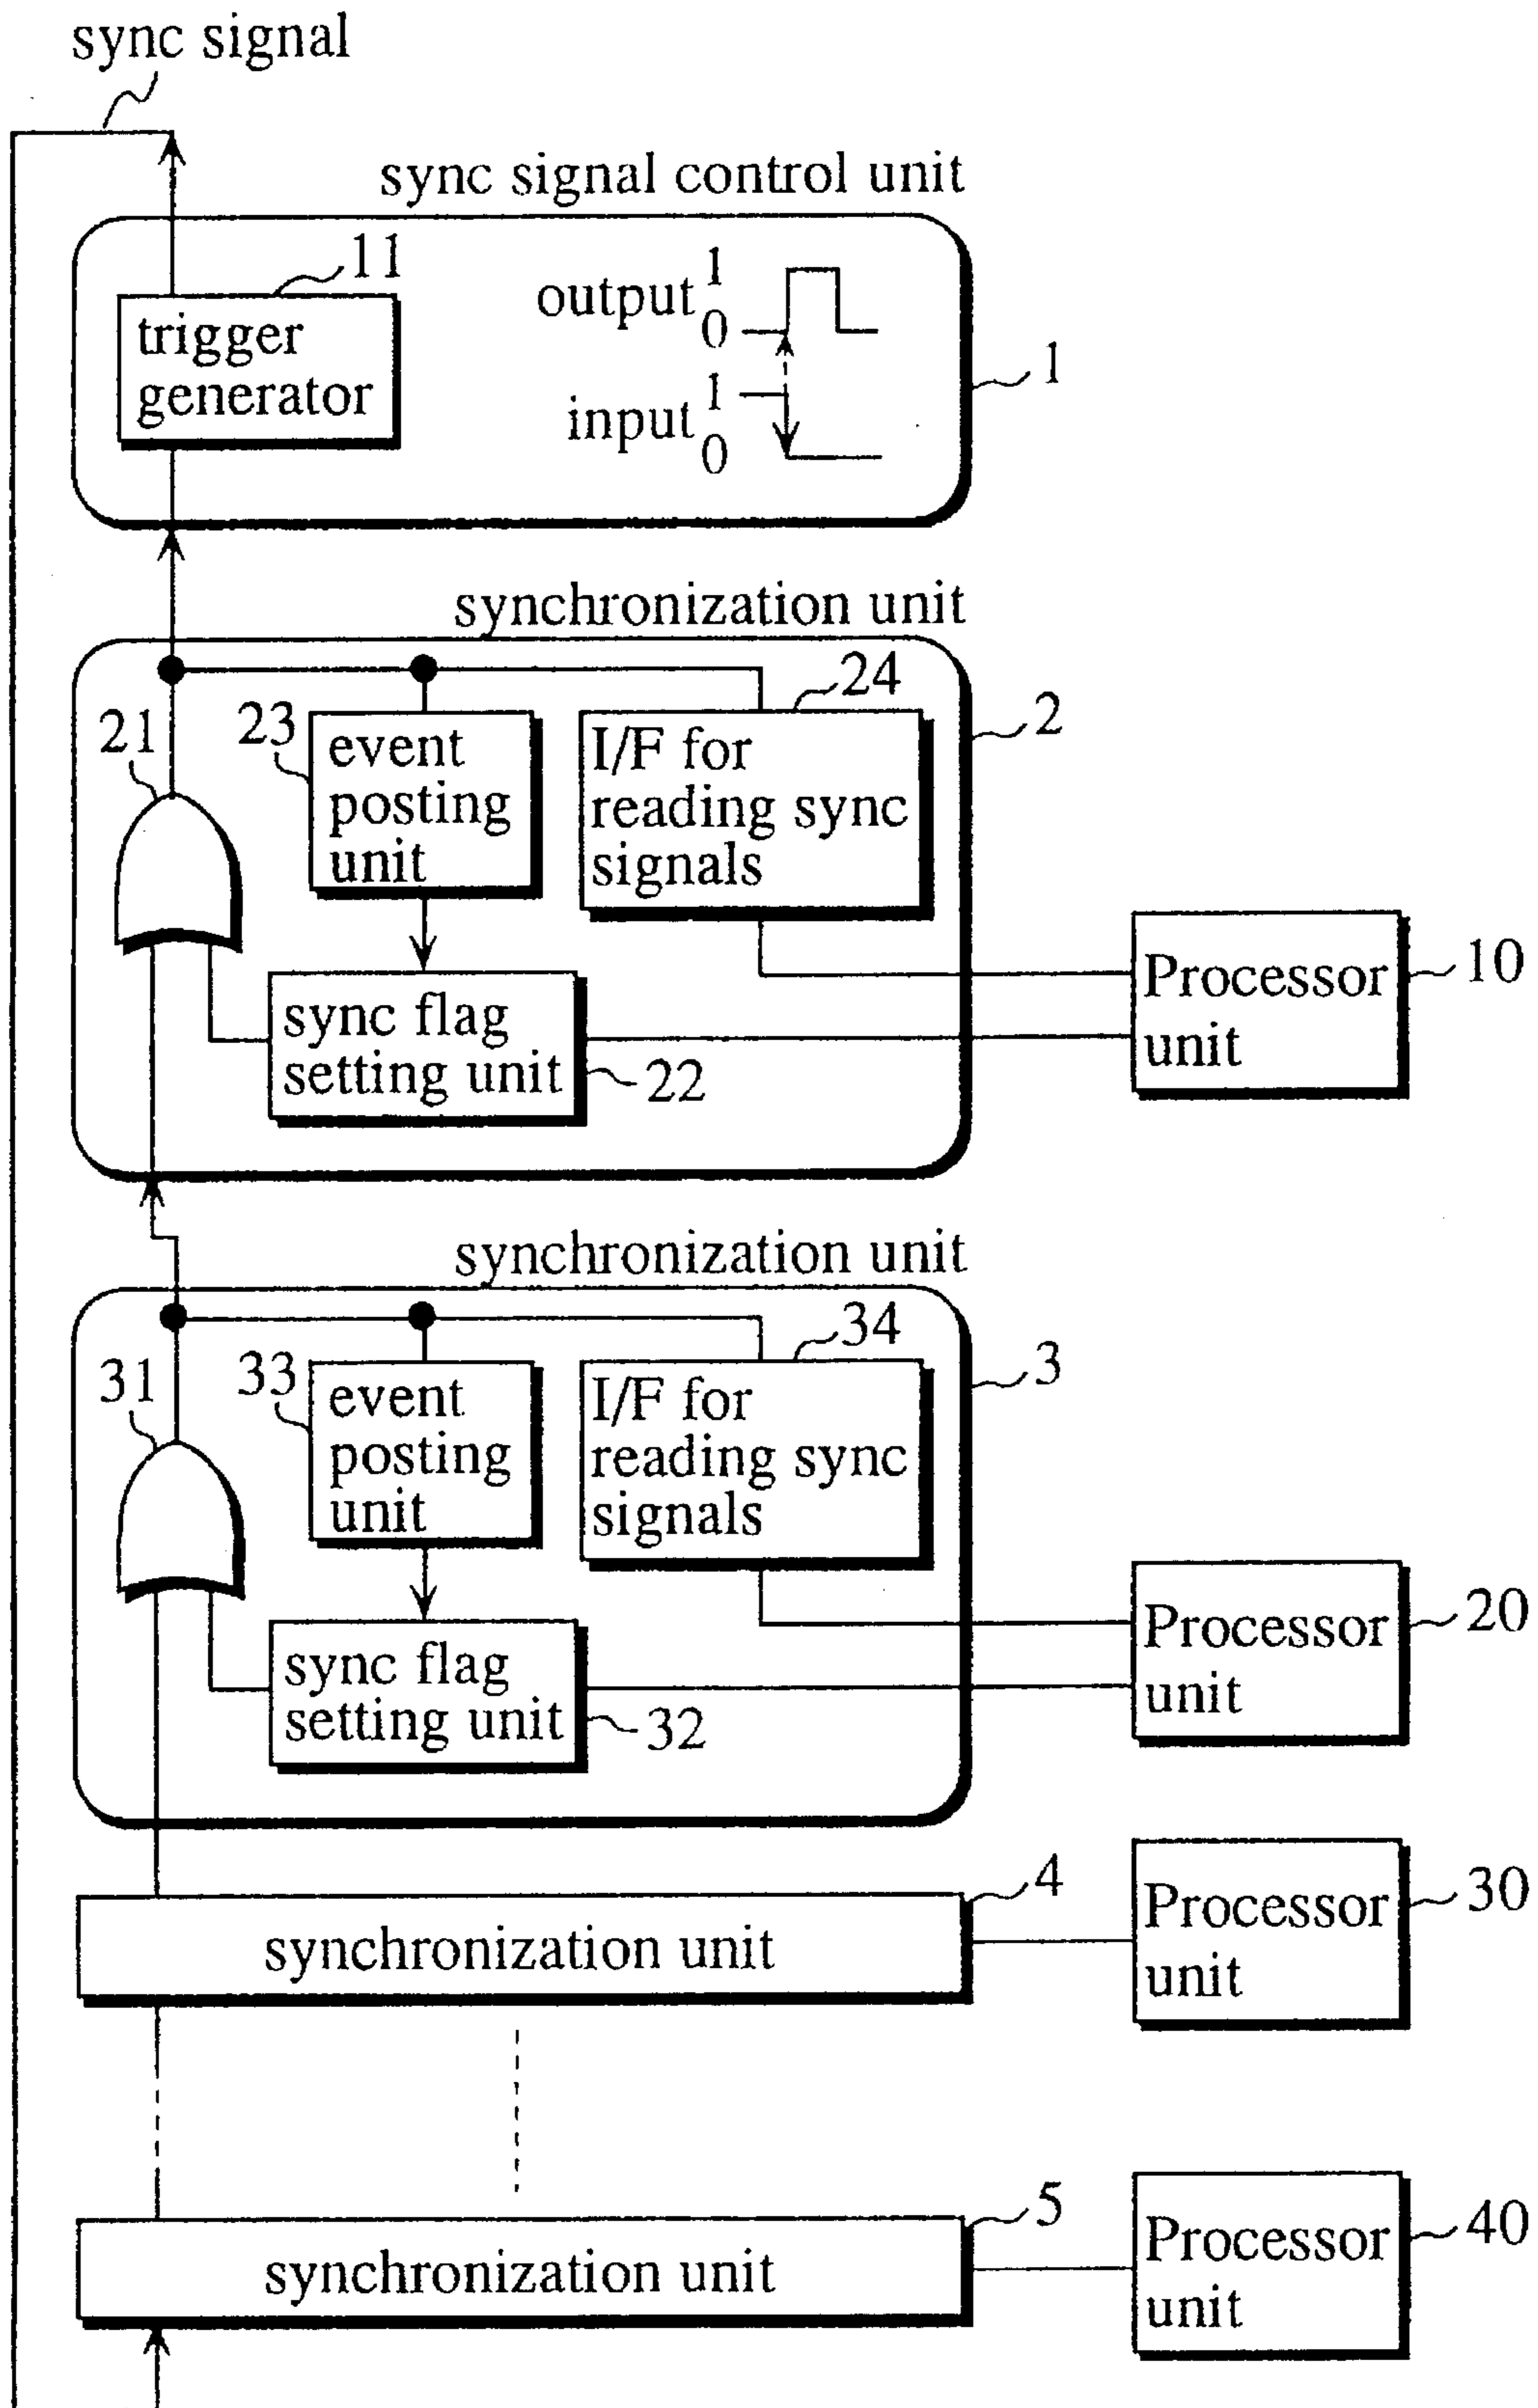 sync signal
sync signal control unit
11
trigger
generator
output 1
0
input 1
0
1
synchronization unit
21
23
event
posting
unit
24
I/F for
reading sync
signals
2
sync flag
setting unit
22
Processor
unit
10
synchronization unit
31
33
event
posting
unit
34
I/F for
reading sync
signals
3
sync flag
setting unit
32
Processor
unit
20
4
synchronization unit
Processor
unit
30
5
synchronization unit
Processor
unit
40